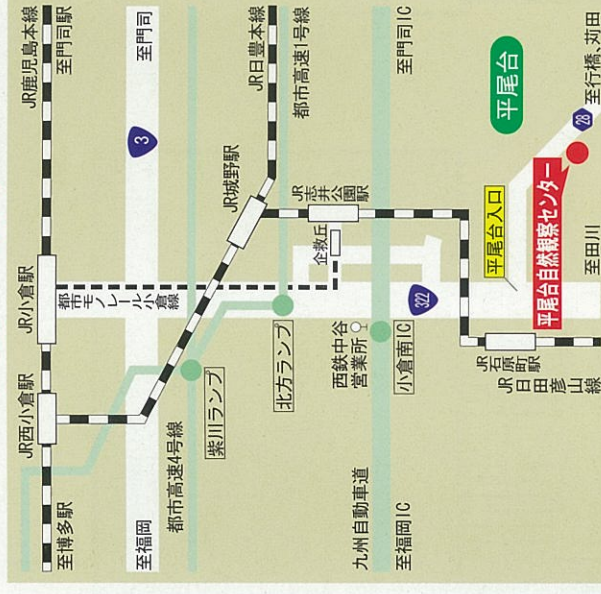 JR鹿児島本線
至門司駅
至門司
3
JR日豊本線
都市高速1号線
至門司IC
平尾台
至行橋、苅田
28
JR小倉駅
JR城野駅
JR
志井
公園
駅
企救丘
平尾台入口
平尾台自然観察センター
都市
モノレール
小倉線
322
至田川
JR西小倉駅
紫川ランプ
北方ランプ
西鉄中谷
営業所
小倉南IC
JR
石原町駅
JR
日田彦山線
至博多駅
至福岡
都市高速4号線
九州自動車道
至福岡IC